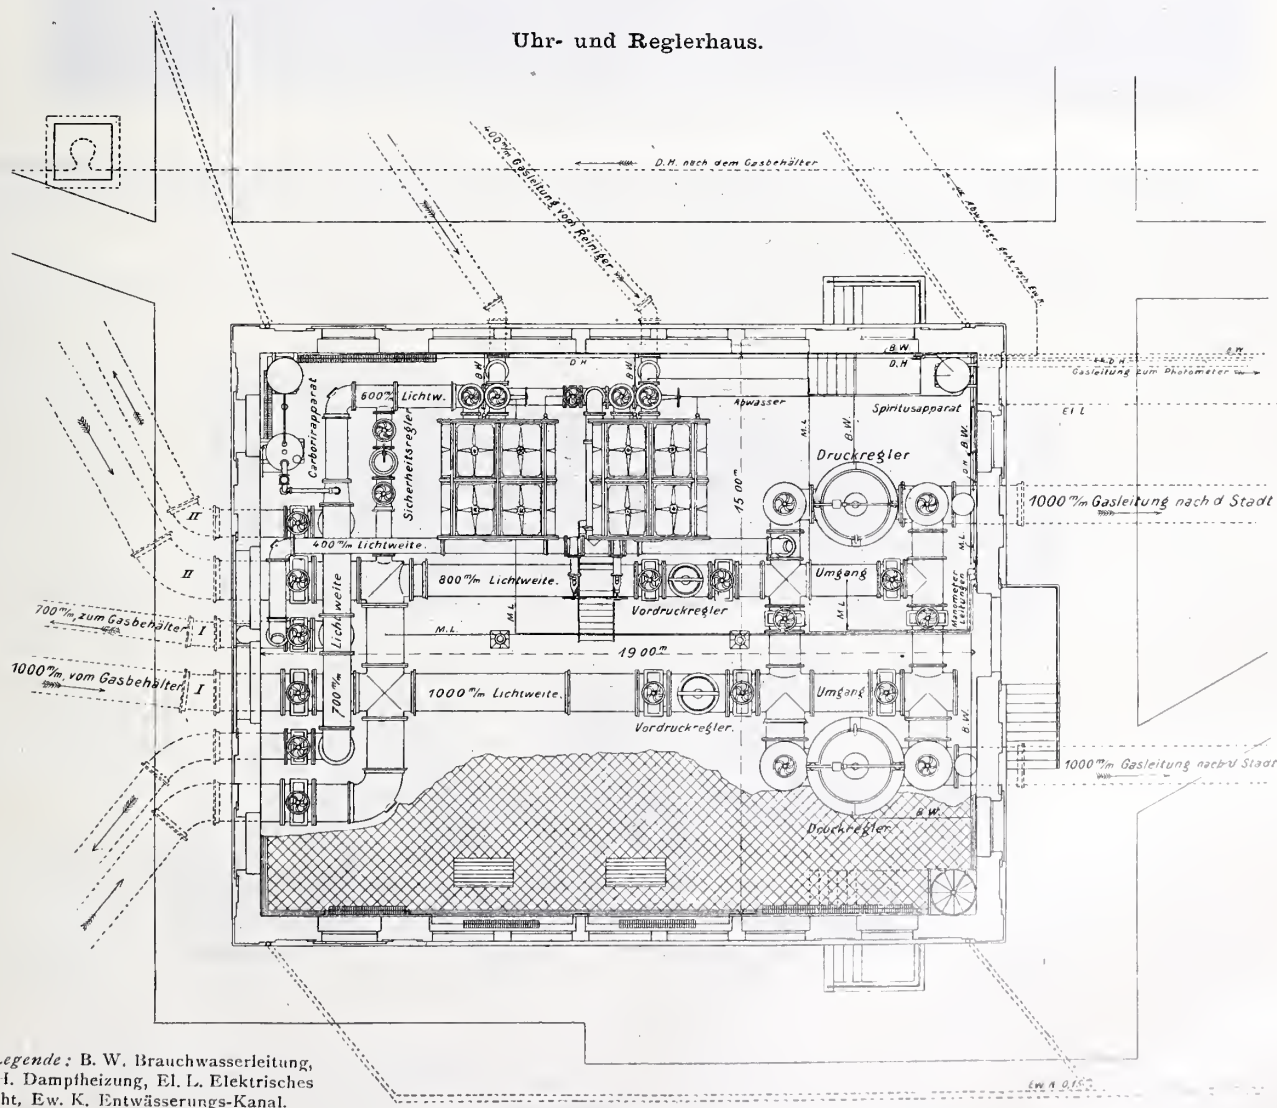 Uhr- und Reglerhaus.
400 m/m Gasleitung vom Reiniger
D.H. nach dem Gasbehälter
Abwasser geht nach Ew. K.
B.W.
D.H
B.W
D.H
B.W
B.W.
D.H
Gasleitung zum Photometer
600 m/m Lichtw.
Abwasser
Spiritusapparat
El L
Carborirapparat
Sicherheitsregler
M.L
B.W.
B.W.
D.H.
Druckregler
15 00 m
1000 m/m Gasleitung nach d Stadt
II
400 m/m Lichtweite.
M.L.
II
800 m/m Lichtweite.
Umgang
Vordruckregler
Manometer
Leitungen
M.L.
M.L.
700 m/m zum Gasbehälter I
Lichtweite
M.L.
19 00 m
1000 m/m vom Gasbehälter I
700 m/m
1000 m/m Lichtweite.
Umgang
Vordruckregler.
B.W.
1000 m/m Gasleitung nach d Stadt
B.W.
Druckregler.
Legende: B. W. Brauchwasserleitung,
H. Dampfheizung, El. L. Elektrisches
ht, Ew. K. Entwässerungs-Kanal.